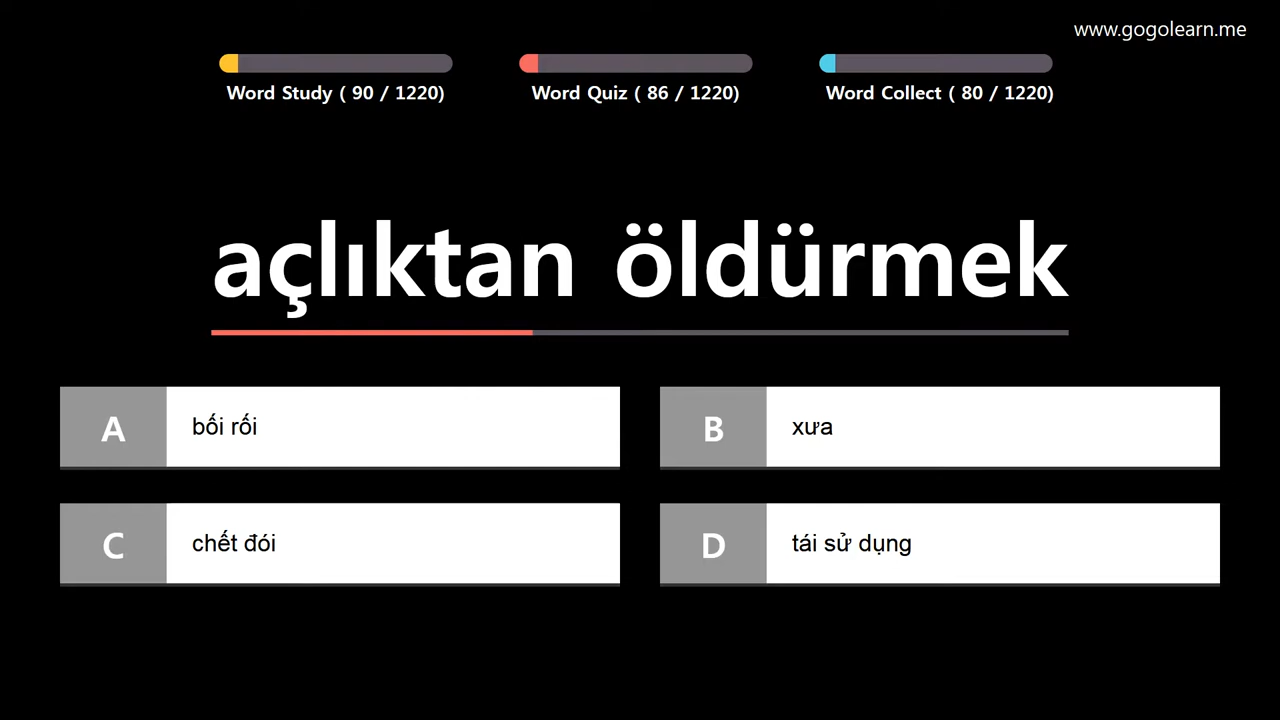 www.gogolearn.me
Word Study ( 90 / 1220)
Word Quiz ( 86 / 1220)
Word Collect ( 80 / 1220)
açlıktan öldürmek
A
bối rối
B
xưa
C
chết đói
D
tái sử dụng